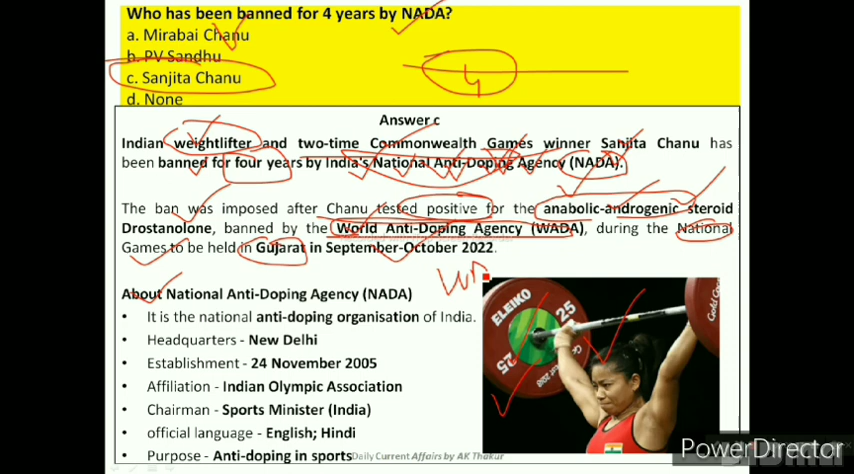 Who has been banned for 4 years by NADA?
a. Mirabai Chanu
b. PV Sandhu
c. Sanjita Chanu
d. None
4
Answer c
Indian weightlifter and two-time Commonwealth Games winner Sanjita Chanu has
been banned for four years by India's National Anti-Doping Agency (NADA).
The ban was imposed after Chanu tested positive for the anabolic-androgenic steroid
Drostanolone, banned by the World Anti-Doping Agency (WADA), during the National
Games to be held in Gujarat in September-October 2022.
About National Anti-Doping Agency (NADA)
• It is the national anti-doping organisation of India.
• Headquarters - New Delhi
• Establishment - 24 November 2005
• Affiliation - Indian Olympic Association
• Chairman - Sports Minister (India)
• official language - English; Hindi
• Purpose - Anti-doping in sports
Daily Current Affairs by AK Thakur
ELEIKO
25
25
PowerDirector